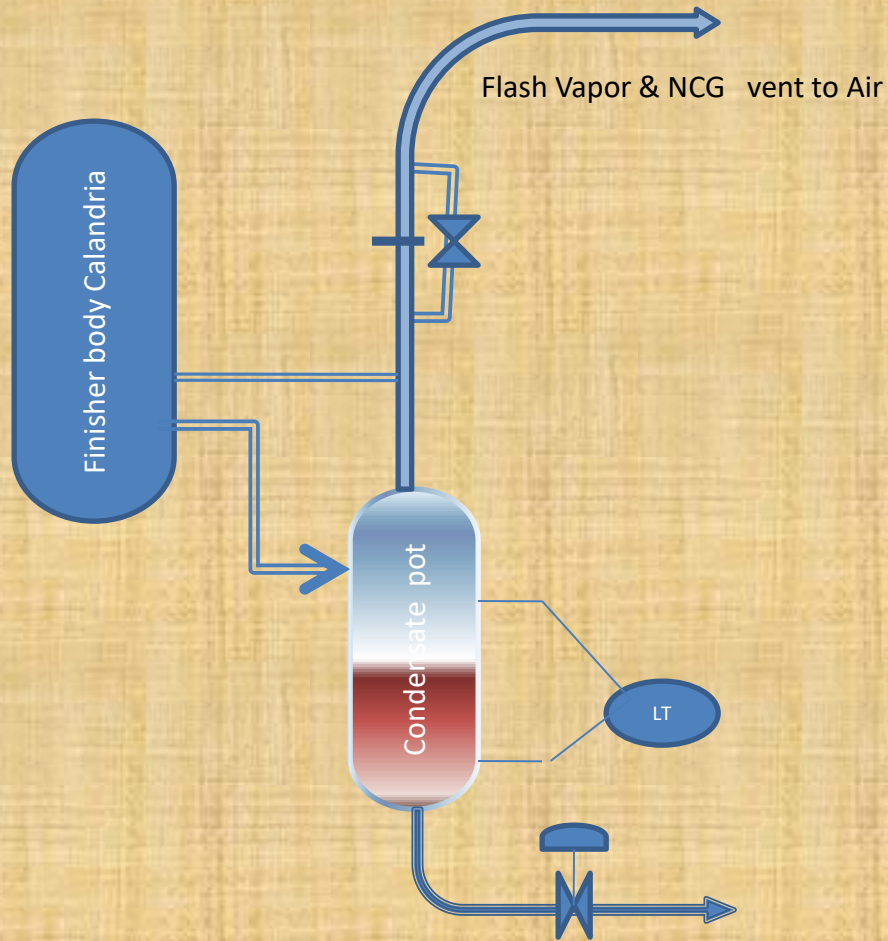 Flash Vapor & NCG vent to Air
Finisher body Calandria
Condensate pot
LT